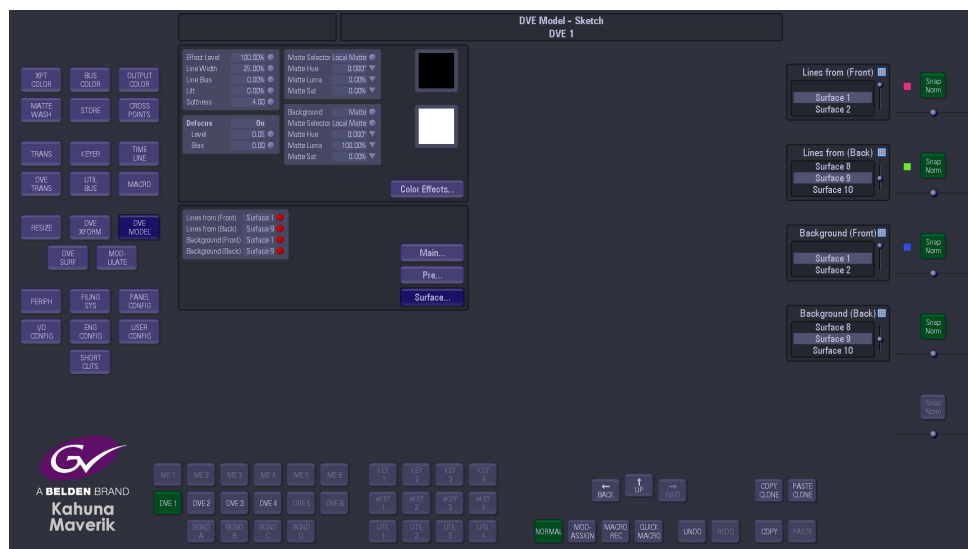 DVE Model - Sketch
DVE 1
XPT COLOR
BUS COLOR
OUTPUT COLOR
MATTE WASH
STORE
CROSS POINTS
TRANS
KEYER
TIME LINE
DVE TRANS
UTIL BUS
MACRO
RESIZE
DVE XFORM
DVE MODEL
DVE SURF
MOD- ULATE
PERIPH
FILING SYS
PANEL CONFIG
I/O CONFIG
ENG CONFIG
USER CONFIG
SHORT CUTS
Effect Level 100.00%
Line Width 25.00%
Line Bias 0.00%
Lift 0.00%
Softness 4.00
Defocus On
Level 0.05
Bias 0.00
Matte Selector Local Matte
Matte Hue 0.000°
Matte Luma 0.00%
Matte Sat 0.00%
Background Matte
Matte Selector Local Matte
Matte Hue 0.000°
Matte Luma 100.00%
Matte Sat 0.00%
Color Effects...
Lines from (Front) Surface 1
Lines from (Back) Surface 9
Background (Front) Surface 1
Background (Back) Surface 9
Main...
Pre...
Surface...
Lines from (Front)
Surface 1
Surface 2
Snap Norm
Lines from (Back)
Surface 8
Surface 9
Surface 10
Snap Norm
Background (Front)
Surface 1
Surface 2
Snap Norm
Background (Back)
Surface 8
Surface 9
Surface 10
Snap Norm
Snap Norm
GV
A BELDEN BRAND
Kahuna
Maverik
ME 1 ME 2 ME 3 ME 4 ME 5 ME 6
KEY 1 KEY 2 KEY 3 KEY 4
DVE 1 DVE 2 DVE 3 DVE 4 DVE 5 DVE 6
eKEY 1 eKEY 2 eKEY 3 eKEY 4
BGND A BGND B BGND C BGND D
UTIL 1 UTIL 2 UTIL 3 UTIL 4
BACK UP FWD
COPY CLONE PASTE CLONE
NORMAL MOD- ASSIGN MACRO REC QUICK MACRO UNDO REDO COPY PASTE